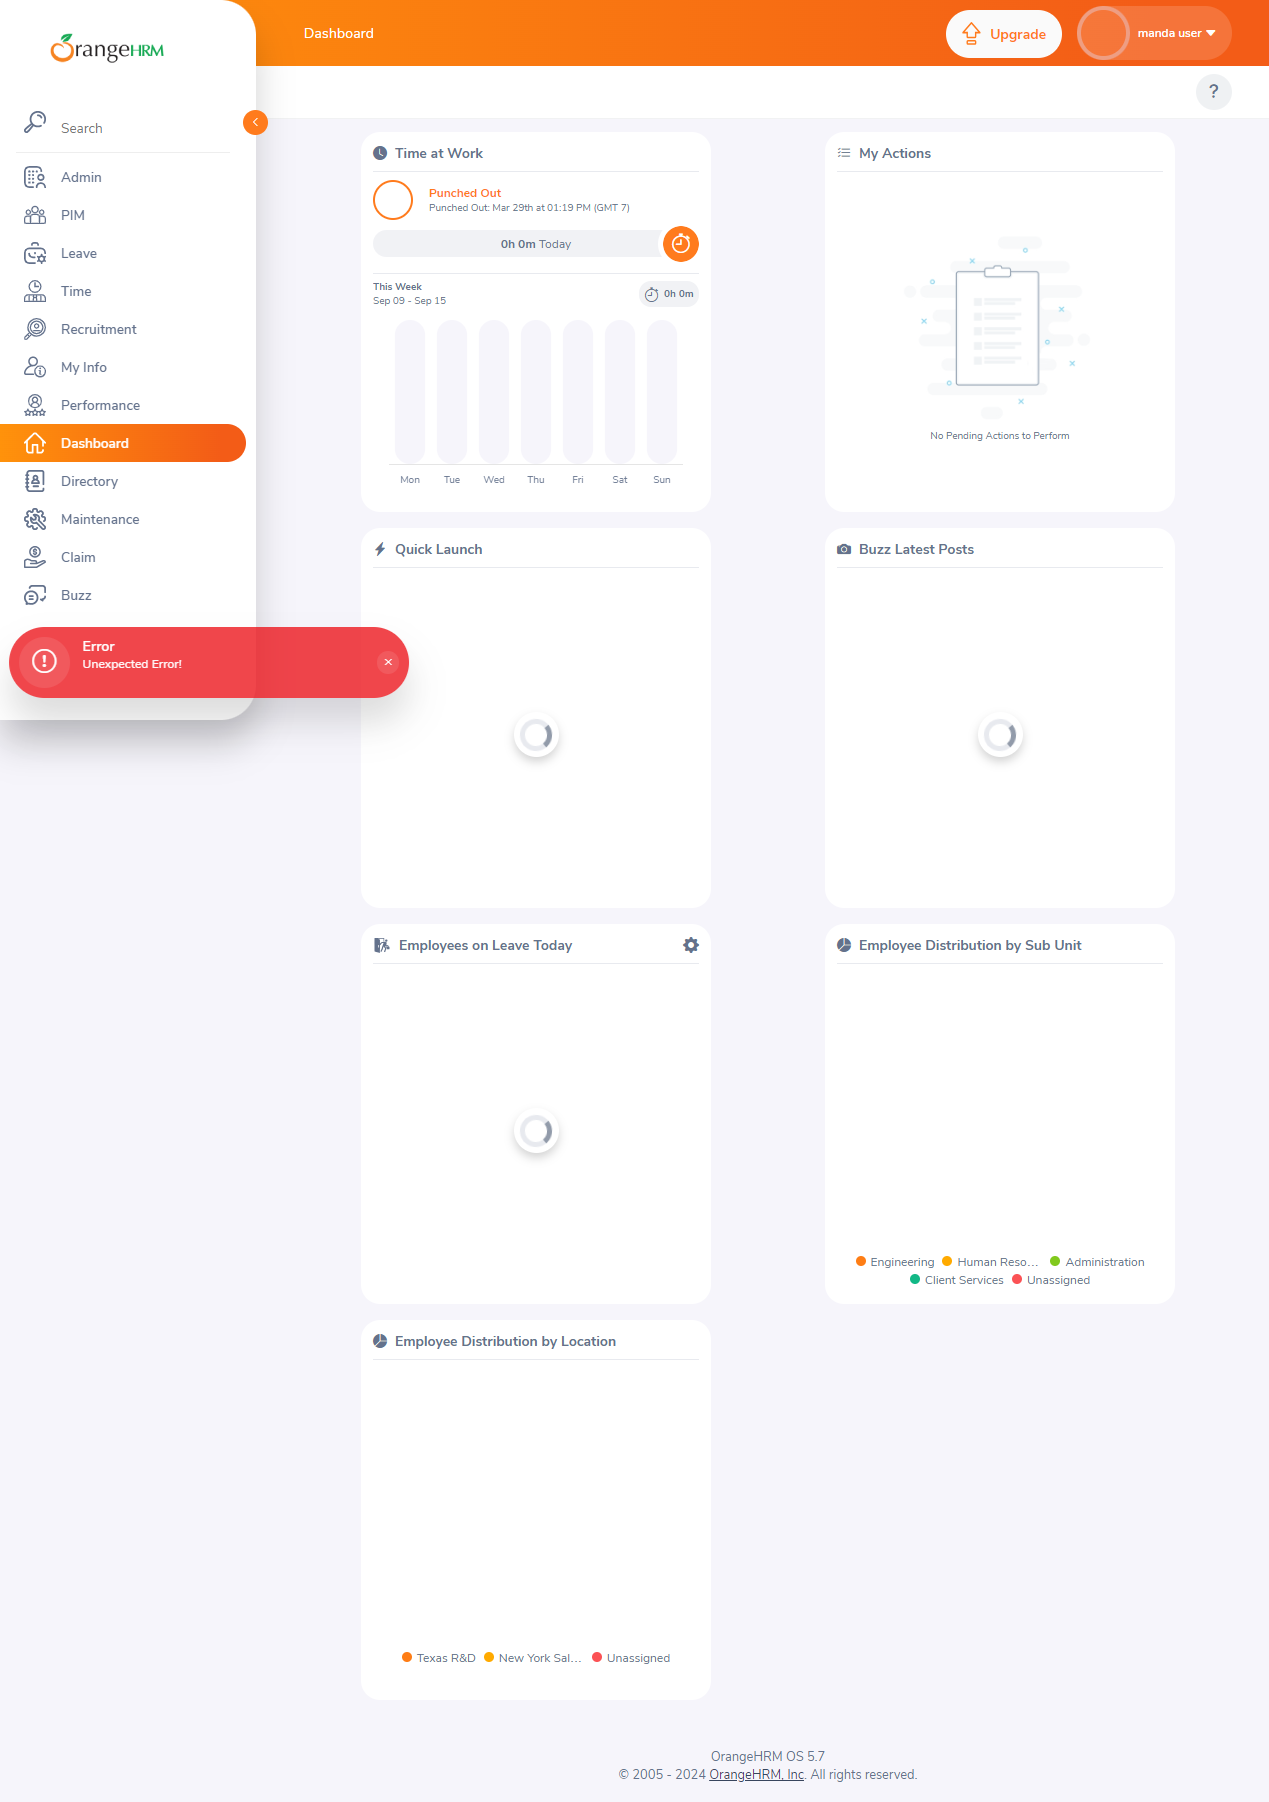 OrangeHRM
Search
Admin
PIM
Leave
Time
Recruitment
My Info
Performance
Dashboard
Directory
Maintenance
Claim
Buzz
Error
Unexpected Error!
Dashboard
Upgrade
manda user
?
Time at Work
Punched Out
Punched Out: Mar 29th at 01:19 PM (GMT 7)
0h 0m Today
This Week
Sep 09 - Sep 15
0h 0m
Mon Tue Wed Thu Fri Sat Sun
My Actions
No Pending Actions to Perform
Quick Launch
Buzz Latest Posts
Employees on Leave Today
Employee Distribution by Sub Unit
Engineering Human Reso... Administration
Client Services Unassigned
Employee Distribution by Location
Texas R&D New York Sal... Unassigned
OrangeHRM OS 5.7
© 2005 - 2024 OrangeHRM, Inc. All rights reserved.